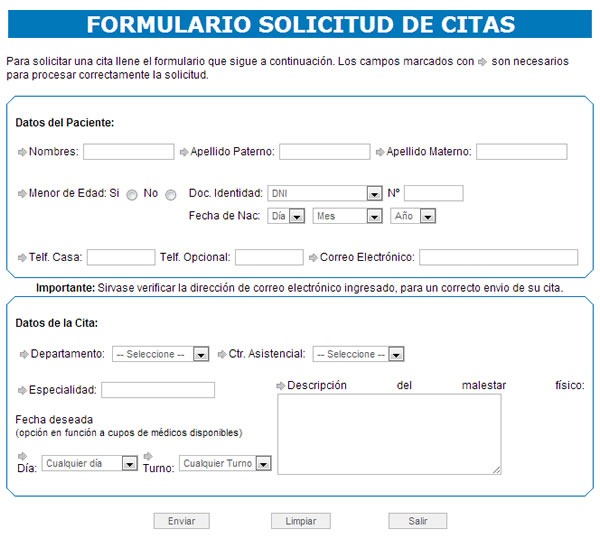 FORMULARIO SOLICITUD DE CITAS
Para solicitar una cita llene el formulario que sigue a continuación. Los campos marcados con son necesarios
para procesar correctamente la solicitud.
Datos del Paciente:
Nombres: Apellido Paterno: Apellido Materno:
Menor de Edad: Si No Doc. Identidad: DNI Nº
Fecha de Nac: Día Mes Año
Telf. Casa: Telf. Opcional: Correo Electrónico:
Importante: Sirvase verificar la dirección de correo electrónico ingresado, para un correcto envio de su cita.
Datos de la Cita:
Departamento: -- Seleccione -- Ctr. Asistencial: -- Seleccione --
Especialidad: Descripción del malestar físico:
Fecha deseada
(opción en función a cupos de médicos disponibles)
Día: Cualquier día Turno: Cualquier Turno
Enviar Limpiar Salir